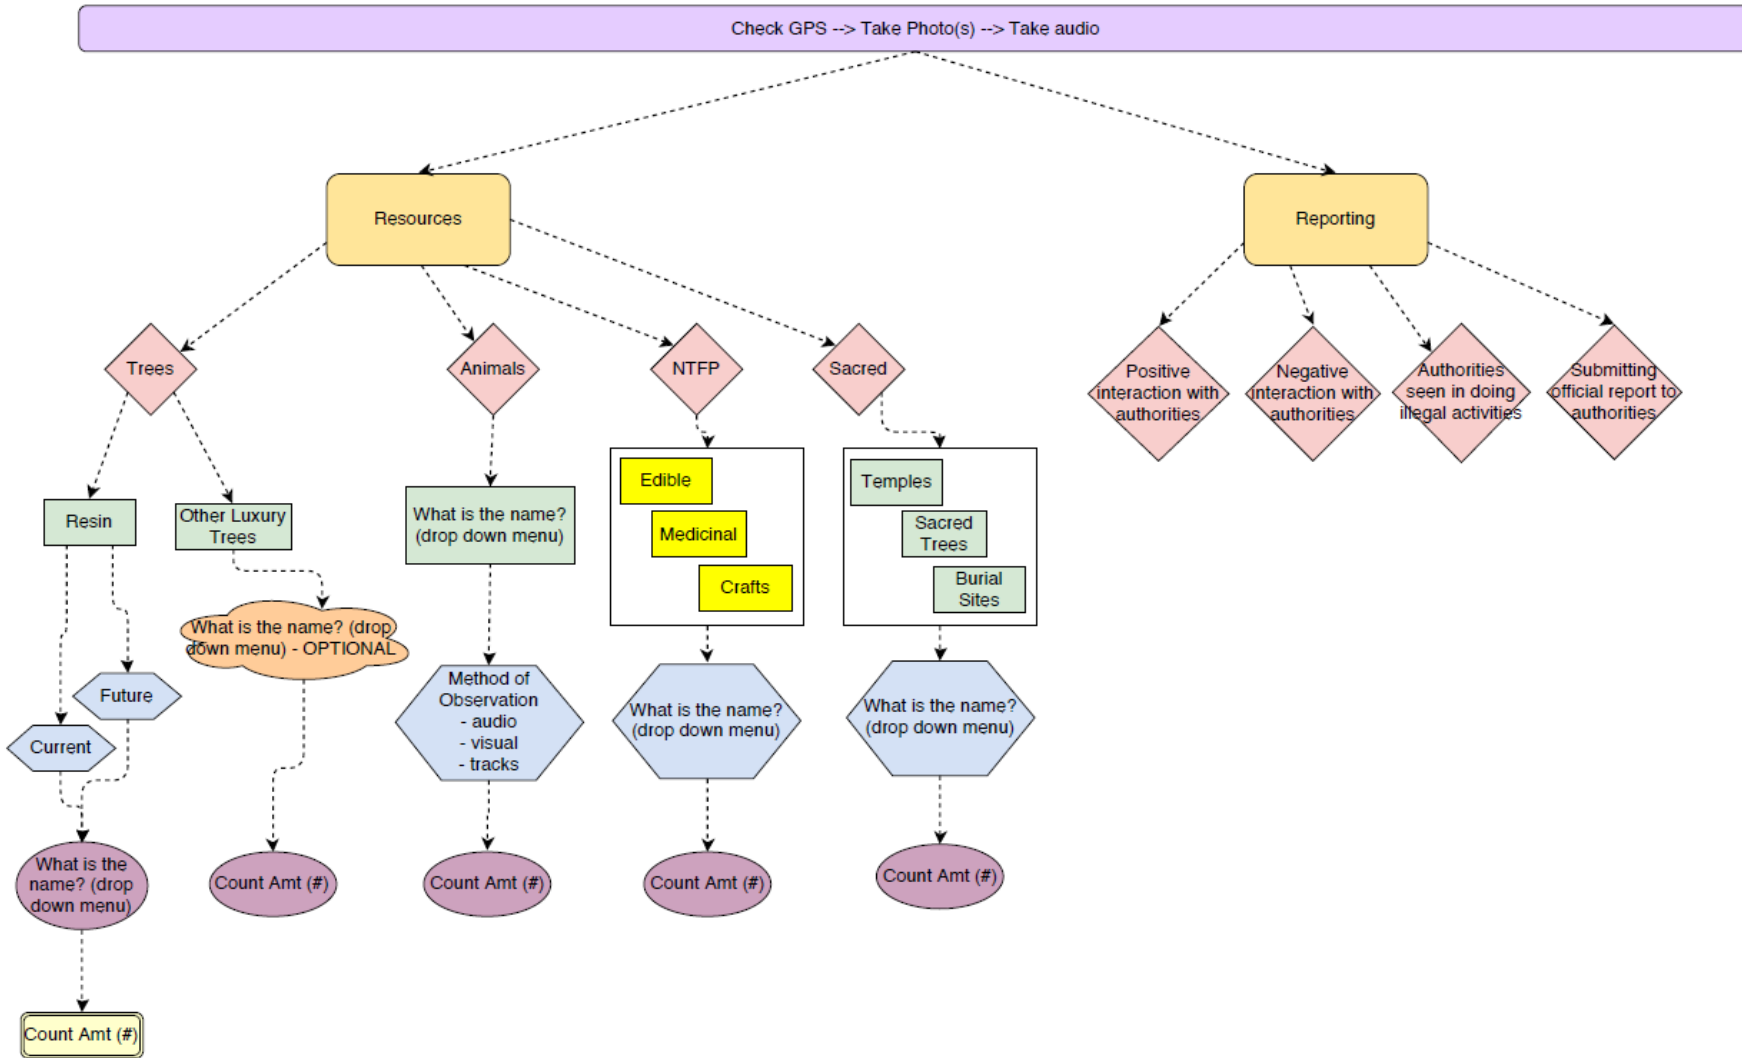 Check GPS --> Take Photo(s) --> Take audio
Resources
Reporting
Trees
Animals
NTFP
Sacred
Positive
interaction with
authorities
Negative
interaction with
authorities
Authorities
seen in doing
illegal activities
Submitting
official report to
authorities
Resin
Other Luxury
Trees
What is the name?
(drop down menu)
Edible
Medicinal
Crafts
Temples
Sacred
Trees
Burial
Sites
What is the name? (drop
down menu) - OPTIONAL
Future
Current
Method of
Observation
- audio
- visual
- tracks
What is the name?
(drop down menu)
What is the name?
(drop down menu)
What is the
name? (drop
down menu)
Count Amt (#)
Count Amt (#)
Count Amt (#)
Count Amt (#)
Count Amt (#)